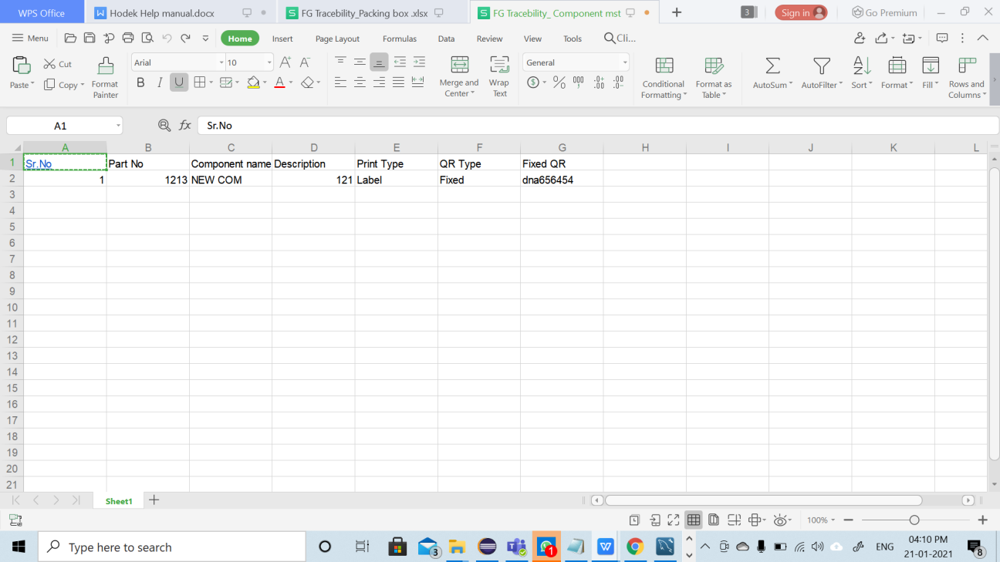 WPS Office Hodek Help manual.docx FG Tracebility_Packing box .xlsx FG Tracebility_ Component mst 3 Sign in Go Premium
Menu Home Insert Page Layout Formulas Data Review View Tools Cli...
Cut Arial 10 General
Paste Copy Format Painter Merge and Center Wrap Text Conditional Formatting Format as Table AutoSum AutoFilter Sort Format Fill Rows and Columns
A1 fx Sr.No
A B C D E F G H I J K L
1 Sr.No Part No Component name Description Print Type QR Type Fixed QR
2 1 1213 NEW COM 121 Label Fixed dna656454
3
4
5
6
7
8
9
10
11
12
13
14
15
16
17
18
19
20
21
Sheet1
100%
Type here to search 3 1 ENG 04:10 PM
21-01-2021 8